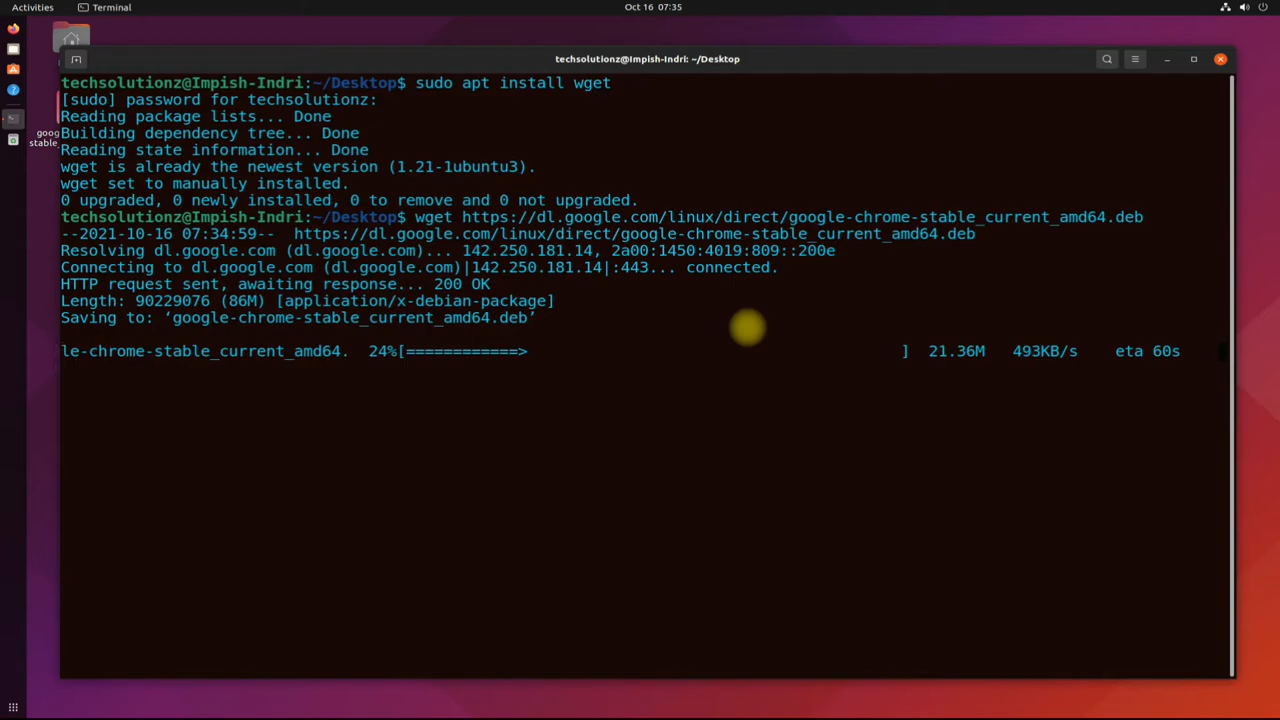 Activities
Terminal
Oct 16 07:35
techsolutionz@Impish-Indri: ~/Desktop
techsolutionz@Impish-Indri:~/Desktop$ sudo apt install wget
[sudo] password for techsolutionz:
Reading package lists... Done
Building dependency tree... Done
Reading state information... Done
wget is already the newest version (1.21-1ubuntu3).
wget set to manually installed.
0 upgraded, 0 newly installed, 0 to remove and 0 not upgraded.
techsolutionz@Impish-Indri:~/Desktop$ wget https://dl.google.com/linux/direct/google-chrome-stable_current_amd64.deb
--2021-10-16 07:34:59--  https://dl.google.com/linux/direct/google-chrome-stable_current_amd64.deb
Resolving dl.google.com (dl.google.com)... 142.250.181.14, 2a00:1450:4019:809::200e
Connecting to dl.google.com (dl.google.com)|142.250.181.14|:443... connected.
HTTP request sent, awaiting response... 200 OK
Length: 90229076 (86M) [application/x-debian-package]
Saving to: ‘google-chrome-stable_current_amd64.deb’
le-chrome-stable_current_amd64.  24%[============>                                         ]  21.36M   493KB/s    eta 60s
goog
stable_